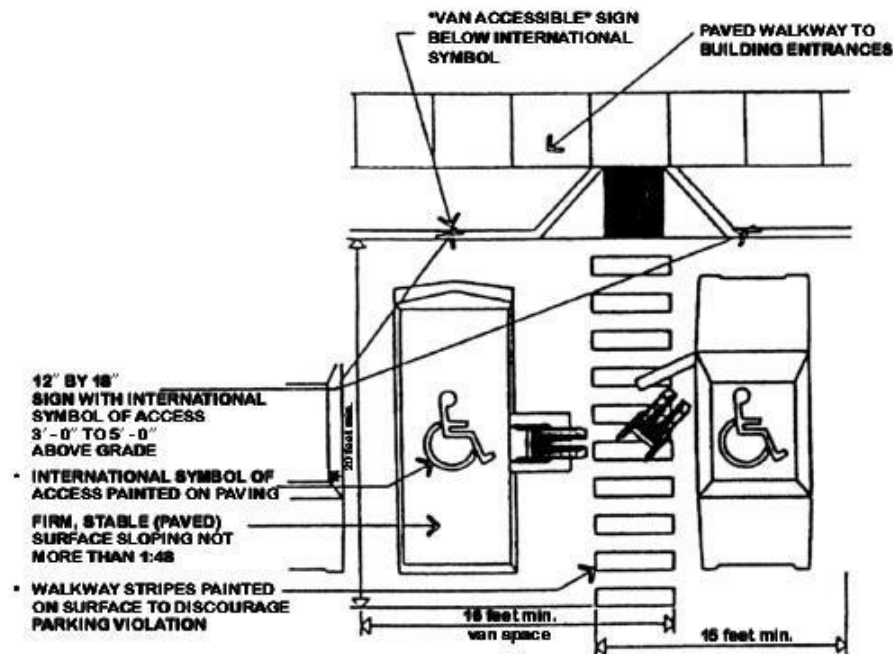 "VAN ACCESSIBLE" SIGN
BELOW INTERNATIONAL
SYMBOL
PAVED WALKWAY TO
BUILDING ENTRANCES
12" BY 18"
SIGN WITH INTERNATIONAL
SYMBOL OF ACCESS
3' - 0" TO 5' - 0"
ABOVE GRADE
20 feet min.
• INTERNATIONAL SYMBOL OF
ACCESS PAINTED ON PAVING
FIRM, STABLE (PAVED)
SURFACE SLOPING NOT
MORE THAN 1:48
• WALKWAY STRIPES PAINTED
ON SURFACE TO DISCOURAGE
PARKING VIOLATION
16 feet min.
van space
15 feet min.